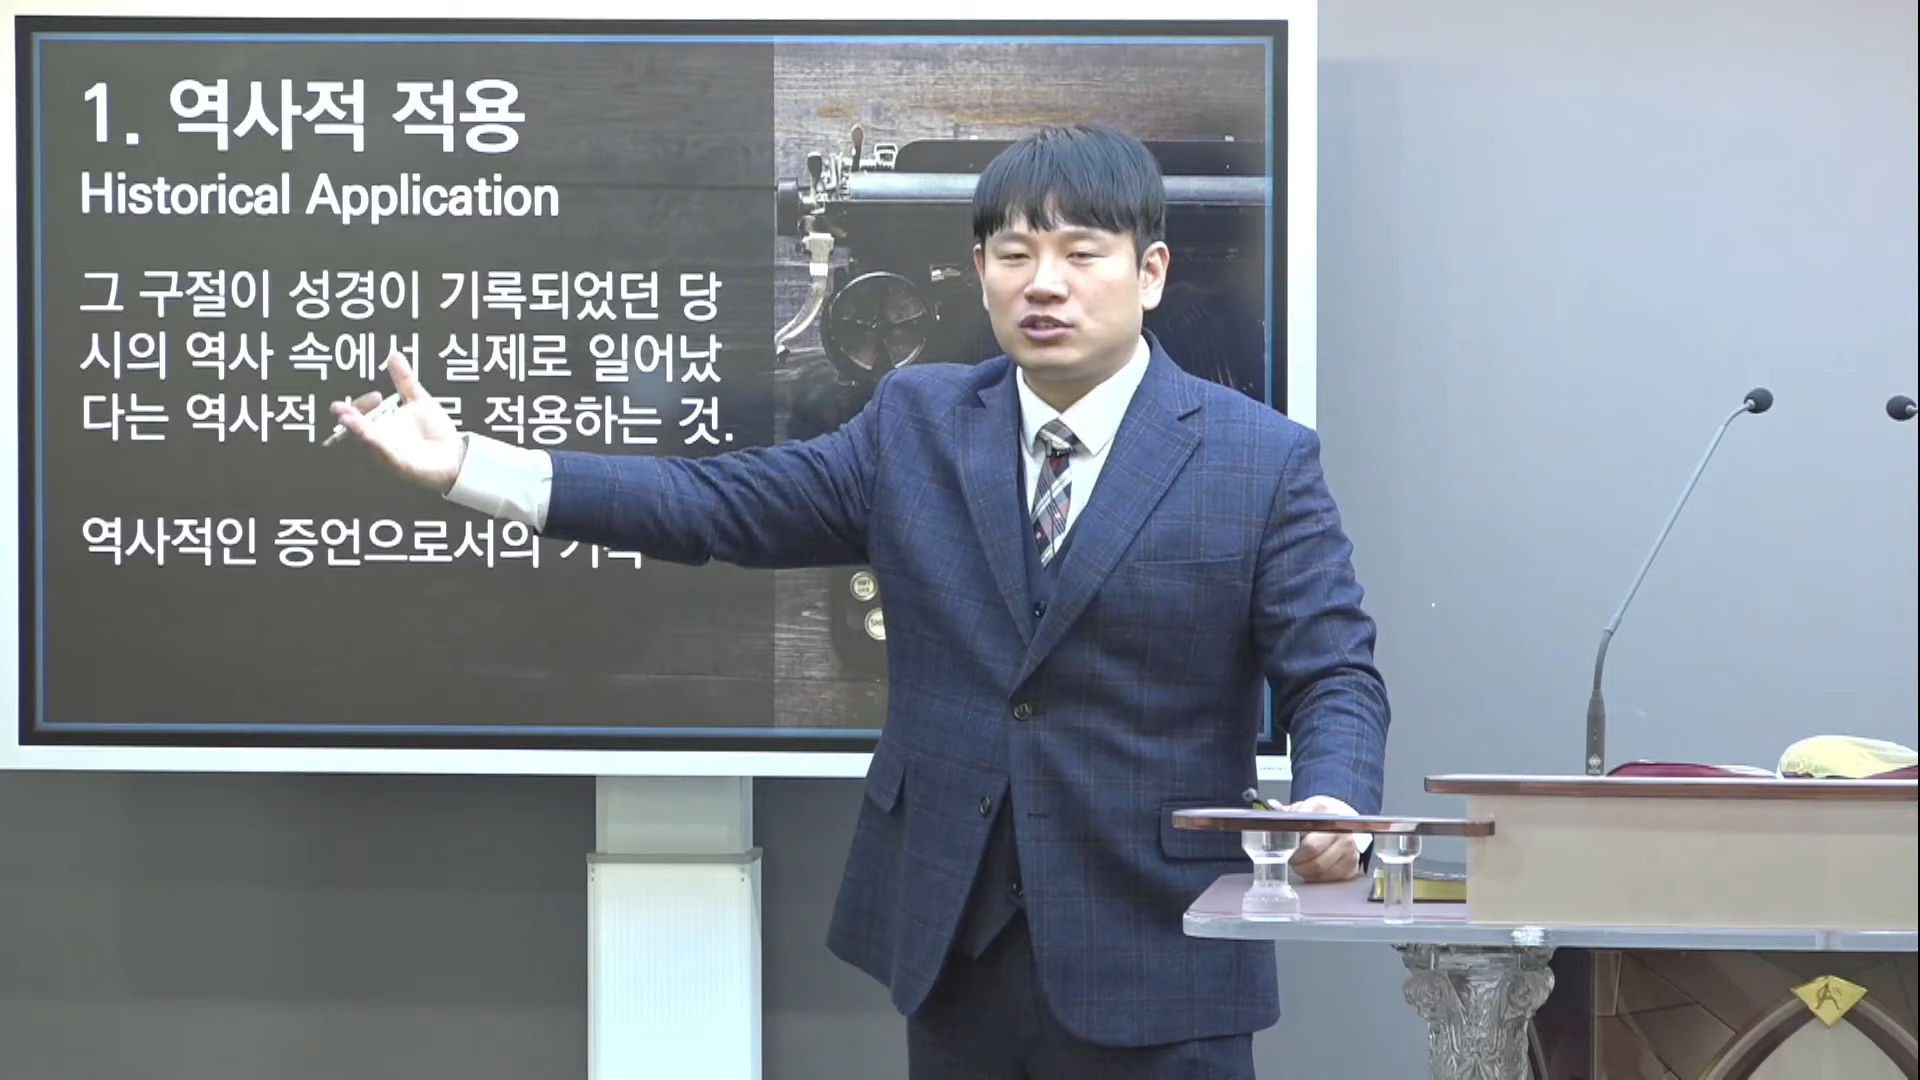 1. 역사적 적용
Historical Application
그 구절이 성경이 기록되었던 당
시의 역사 속에서 실제로 일어났
다는 역사적 적용하는 것.
역사적인 증언으로서의